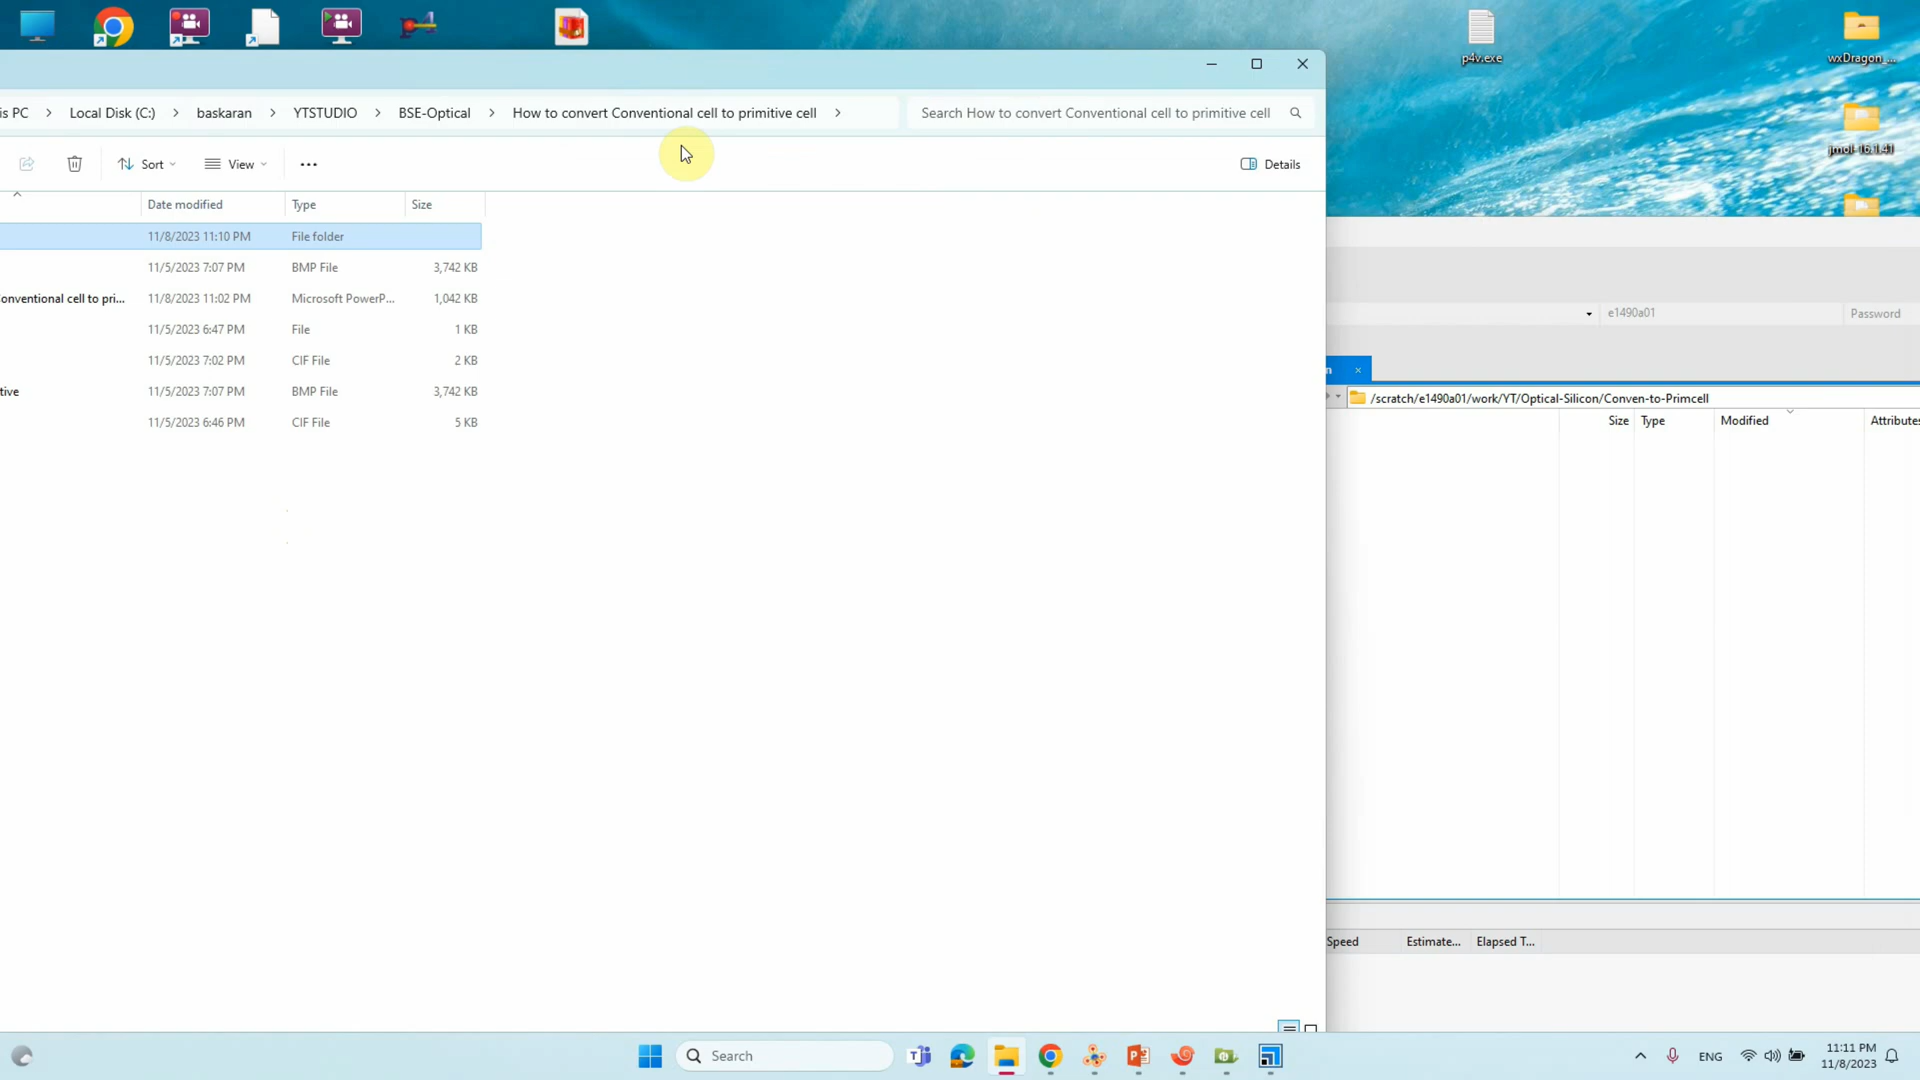 p4v.exe
wxDragon_...
jmol-16.1.41
is PC > Local Disk (C:) > baskaran > YTSTUDIO > BSE-Optical > How to convert Conventional cell to primitive cell >
Search How to convert Conventional cell to primitive cell
Sort
View
Details
Date modified Type Size
11/8/2023 11:10 PM File folder
11/5/2023 7:07 PM BMP File 3,742 KB
onventional cell to pri... 11/8/2023 11:02 PM Microsoft PowerP... 1,042 KB
11/5/2023 6:47 PM File 1 KB
11/5/2023 7:02 PM CIF File 2 KB
tive 11/5/2023 7:07 PM BMP File 3,742 KB
11/5/2023 6:46 PM CIF File 5 KB
e1490a01 Password
n
/scratch/e1490a01/work/YT/Optical-Silicon/Conven-to-Primcell
Size Type Modified Attributes
Speed Estimate... Elapsed T...
Search
ENG
11:11 PM
11/8/2023